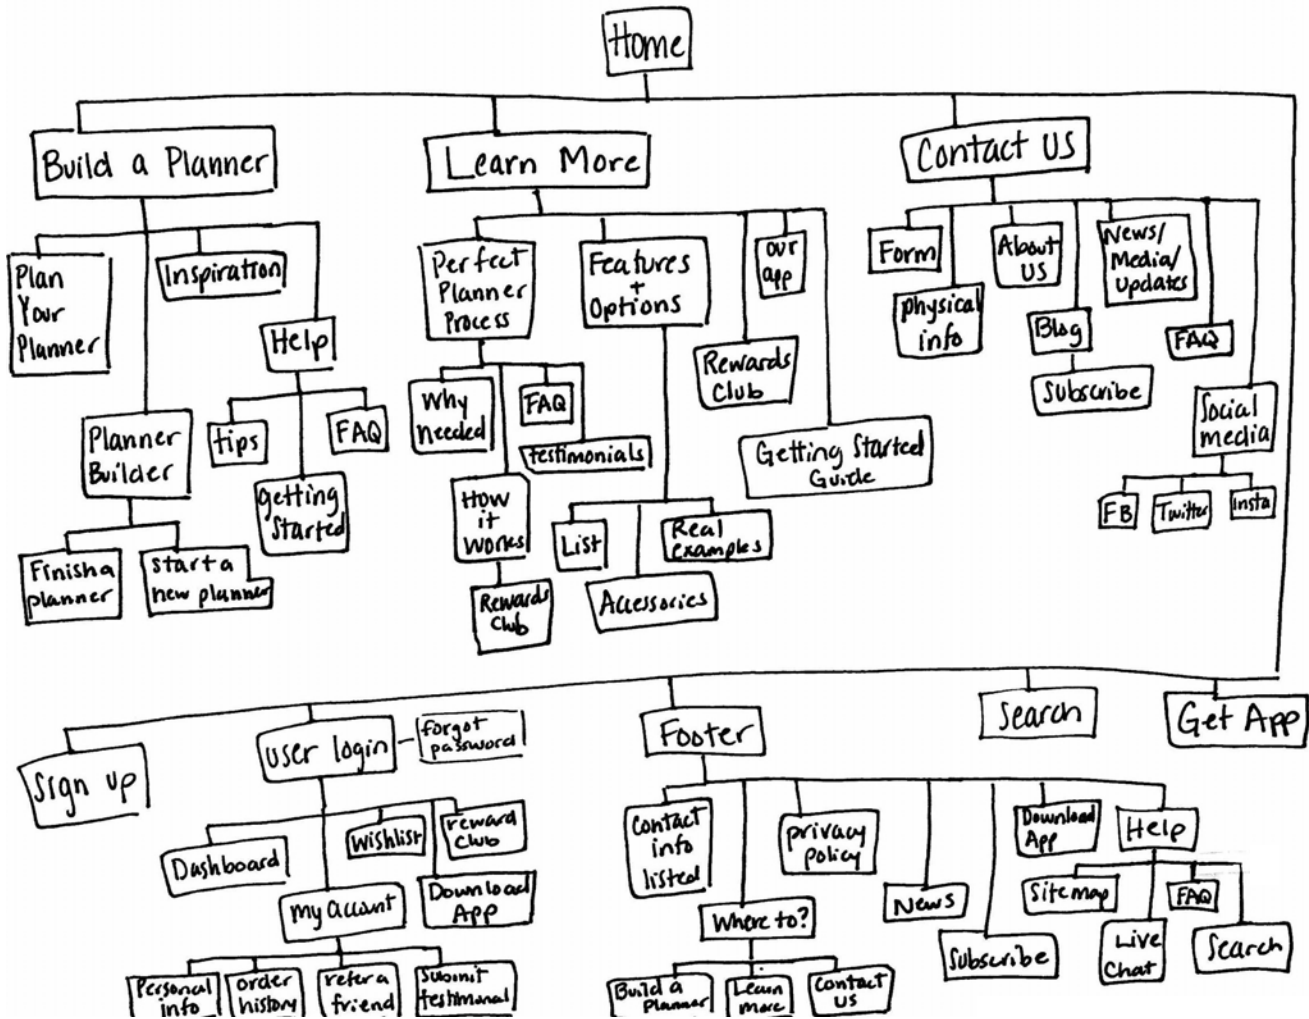 Home
Build a Planner
Learn More
Contact US
Plan
Your
Planner
Inspiration
Help
Planner
Builder
tips
FAQ
getting
Started
Finish a
planner
start a
new planner
Perfect
Planner
Process
Features
+
Options
our
app
Rewards
Club
Getting Started
Guide
Why
needed
FAQ
testimonials
How
it
Works
Rewards
Club
List
Real
examples
Accessories
Form
physical
info
About
US
Blog
Subscribe
News/
Media/
Updates
FAQ
Social
media
FB
Twitter
Insta
Sign up
user login
forgot
password
Footer
Search
Get App
Dashboard
Wishlist
reward
club
my account
Download
App
Personal
info
order
history
refer a
friend
Submit
testimonal
Contact
info
listed
privacy
policy
Where to?
News
Subscribe
Download
App
Help
Sitemap
FAQ
Live
Chat
Search
Build a
Planner
Learn
more
Contact
US